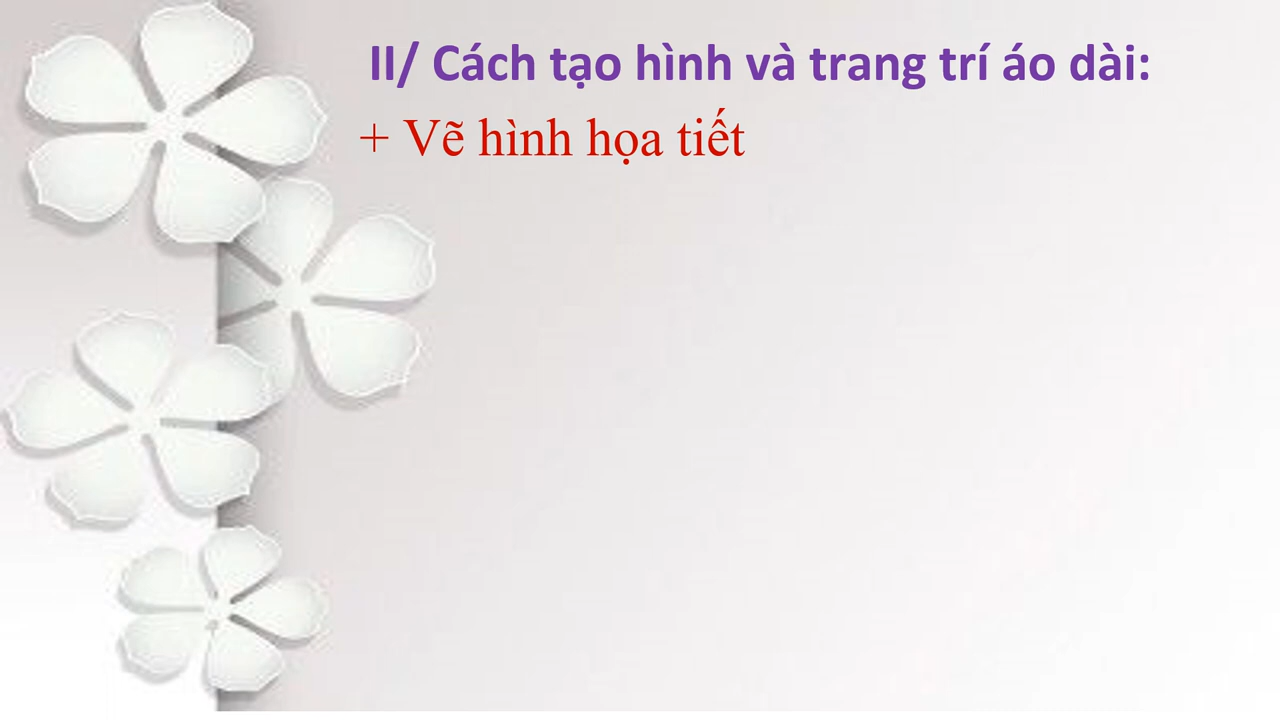 II/ Cách tạo hình và trang trí áo dài:
+ Vẽ hình họa tiết